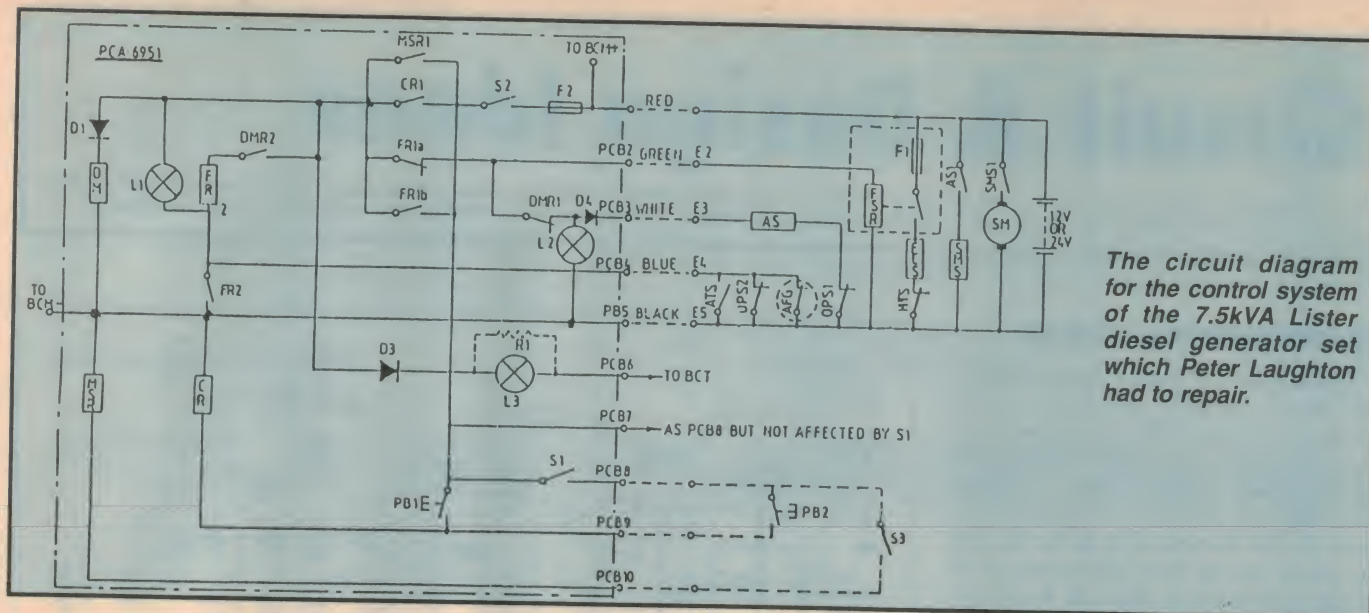 PCA 6951
MSR1
TO BCM+
CR1
S2
F2
RED
D1
DMR2
L1
FR
2
FR1a
PCB2 GREEN E2
F1
AS1
SMS1
FR1b
DMR1
D4
PCB3 WHITE E3
AS
FSR
SM
12V
OR
24V
L2
PCB4 BLUE E4
SMS
FR2
ATS
OPS1
HTS
TO
PB5 BLACK E5
MSR
CR
D3
R1
L3
PCB6
TO BCT
PCB7
AS PCB8 BUT NOT AFFECTED BY S1
S1
PCB8
PB1E
PB2
S3
PCB9
PCB10
The circuit diagram
for the control system
of the 7.5kVA Lister
diesel generator set
which Peter Laughton
had to repair.